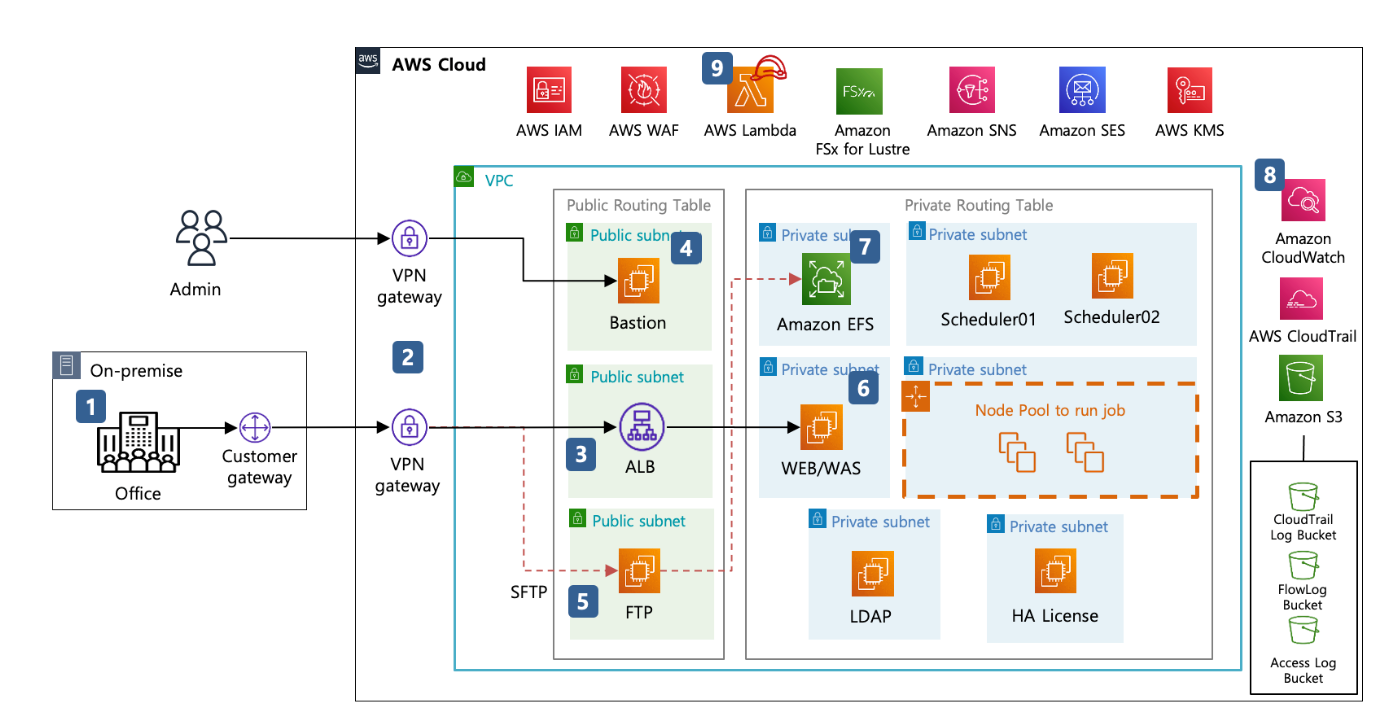 aws
AWS Cloud
9
FSx
AWS IAM
AWS WAF
AWS Lambda
Amazon
FSx for Lustre
Amazon SNS
Amazon SES
AWS KMS
VPC
8
Amazon
CloudWatch
AWS CloudTrail
Amazon S3
CloudTrail
Log Bucket
FlowLog
Bucket
Access Log
Bucket
Public Routing Table
Private Routing Table
Admin
VPN
gateway
Public subnet
4
Bastion
Private subnet
7
Amazon EFS
Private subnet
Scheduler01
Scheduler02
On-premise
1
Office
Customer
gateway
2
VPN
gateway
Public subnet
3
ALB
Private subnet
6
WEB/WAS
Private subnet
Node Pool to run job
Public subnet
SFTP
5
FTP
Private subnet
LDAP
Private subnet
HA License